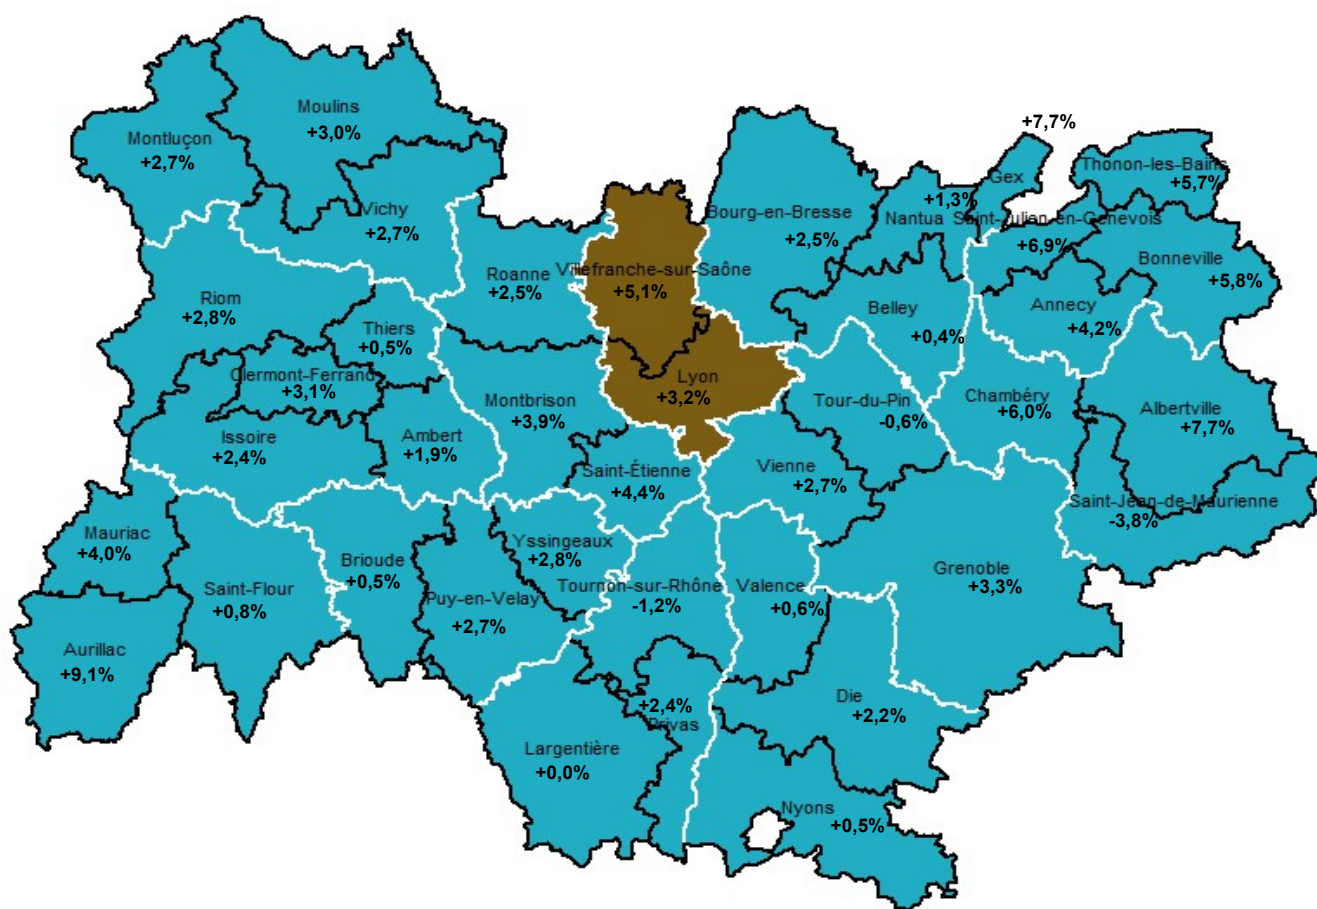 Moulins
+3,0%
Montluçon
+2,7%
+7,7%
Gex
Thonon-les-Bains
+5,7%
Vichy
+2,7%
Bourg-en-Bresse
+2,5%
+1,3%
Nantua
Saint-Julien-en-Genevois
+6,9%
Bonneville
+5,8%
Roanne
+2,5%
Villefranche-sur-Saône
+5,1%
Riom
+2,8%
Belley
+0,4%
Annecy
+4,2%
Thiers
+0,5%
Clermont-Ferrand
+3,1%
Lyon
+3,2%
Montbrison
+3,9%
Tour-du-Pin
-0,6%
Chambéry
+6,0%
Albertville
+7,7%
Issoire
+2,4%
Ambert
+1,9%
Saint-Étienne
+4,4%
Vienne
+2,7%
Saint-Jean-de-Maurienne
-3,8%
Mauriac
+4,0%
Saint-Flour
+0,8%
Brioude
+0,5%
Yssingeaux
+2,8%
Puy-en-Velay
+2,7%
Tournon-sur-Rhône
-1,2%
Valence
+0,6%
Grenoble
+3,3%
Aurillac
+9,1%
+2,4%
Privas
Die
+2,2%
Largentière
+0,0%
Nyons
+0,5%